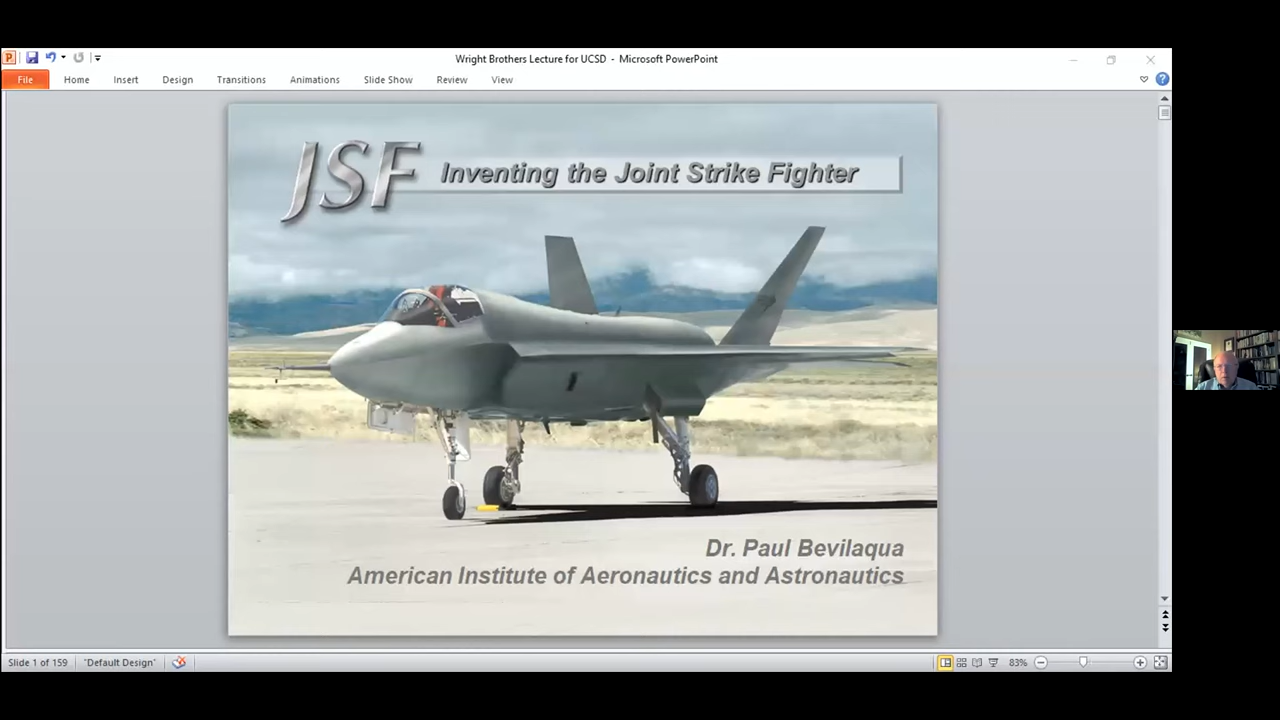 Wright Brothers Lecture for UCSD - Microsoft PowerPoint
File Home Insert Design Transitions Animations Slide Show Review View
JSF Inventing the Joint Strike Fighter
Dr. Paul Bevilaqua
American Institute of Aeronautics and Astronautics
Slide 1 of 159 "Default Design" 83%